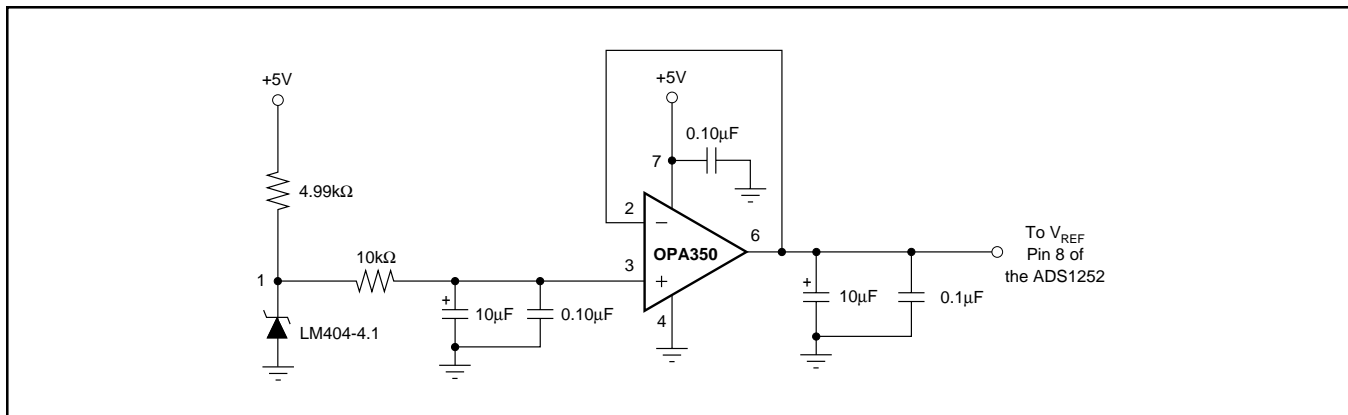 +5V
+5V
0.10µF
7
4.99kΩ
2
–
6
To VREF
Pin 8 of
the ADS1252
OPA350
10kΩ
1
3
+
+
10µF
0.10µF
+
10µF
0.1µF
4
LM404-4.1